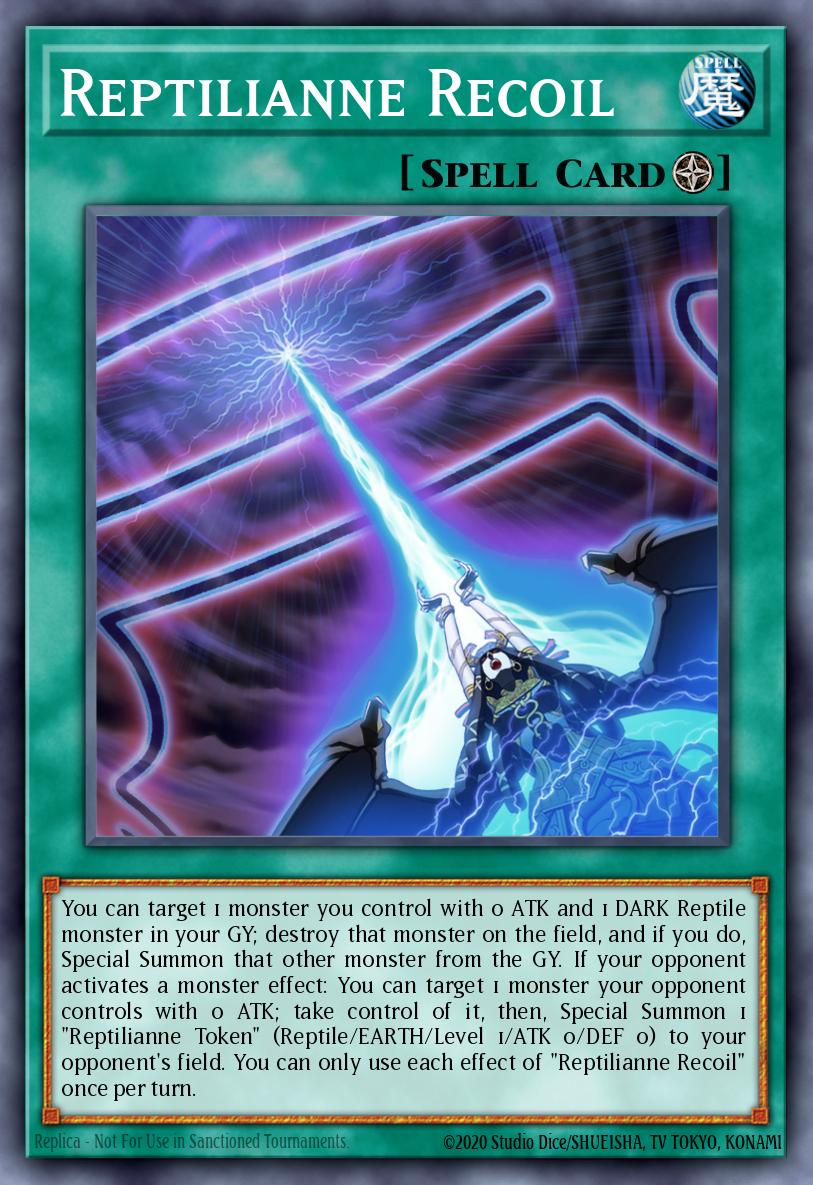 Reptilianne Recoil
SPELL
魔
[Spell Card]
You can target 1 monster you control with 0 ATK and 1 DARK Reptile
monster in your GY; destroy that monster on the field, and if you do,
Special Summon that other monster from the GY. If your opponent
activates a monster effect: You can target 1 monster your opponent
controls with 0 ATK; take control of it, then, Special Summon 1
"Reptilianne Token" (Reptile/EARTH/Level 1/ATK 0/DEF 0) to your
opponent's field. You can only use each effect of "Reptilianne Recoil"
once per turn.
Replica - Not For Use in Sanctioned Tournaments.
©2020 Studio Dice/SHUEISHA, TV TOKYO, KONAMI